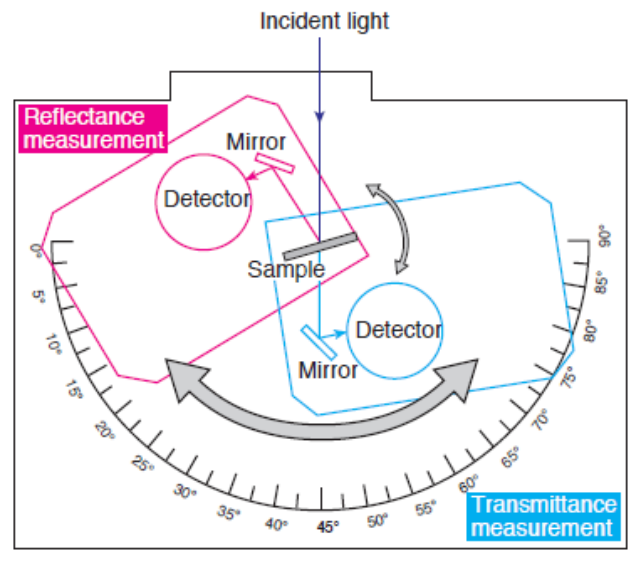 Incident light
Reflectance
measurement
Mirror
Detector
Sample
Detector
Mirror
0°
5°
10°
15°
20°
25°
30°
35°
40°
45°
50°
55°
60°
65°
70°
75°
80°
85°
90°
Transmittance
measurement